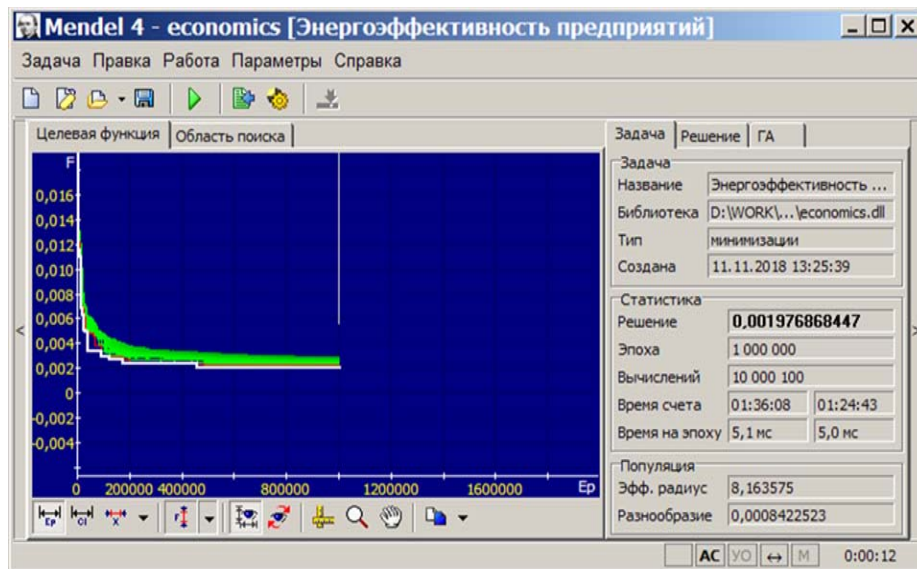 Mendel 4 - economics [Энергоэффективность предприятий]
Задача Правка Работа Параметры Справка
Целевая функция Область поиска
F
0,016
0,014
0,012
0,010
0,008
0,006
0,004
0,002
0
-0,002
-0,004
0 200000 400000 800000 1200000 1600000 Ep
EP CI X
Задача Решение ГА
Задача
Название Энергоэффективность ...
Библиотека D:\WORK\...\economics.dll
Тип минимизации
Создана 11.11.2018 13:25:39
Статистика
Решение 0,001976868447
Эпоха 1 000 000
Вычислений 10 000 100
Время счета 01:36:08 01:24:43
Время на эпоху 5,1 мс 5,0 мс
Популяция
Эфф. радиус 8,163575
Разнообразие 0,0008422523
АС УО ↔ М 0:00:12